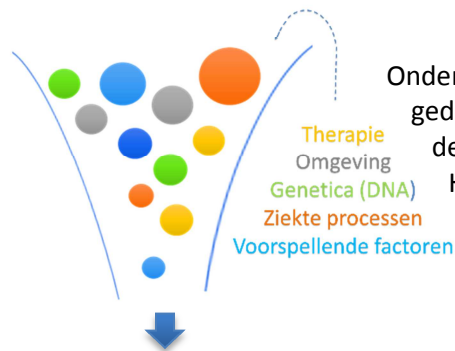 Therapie
Omgeving
Genetica (DNA)
Ziekte processen
Voorspellende factoren